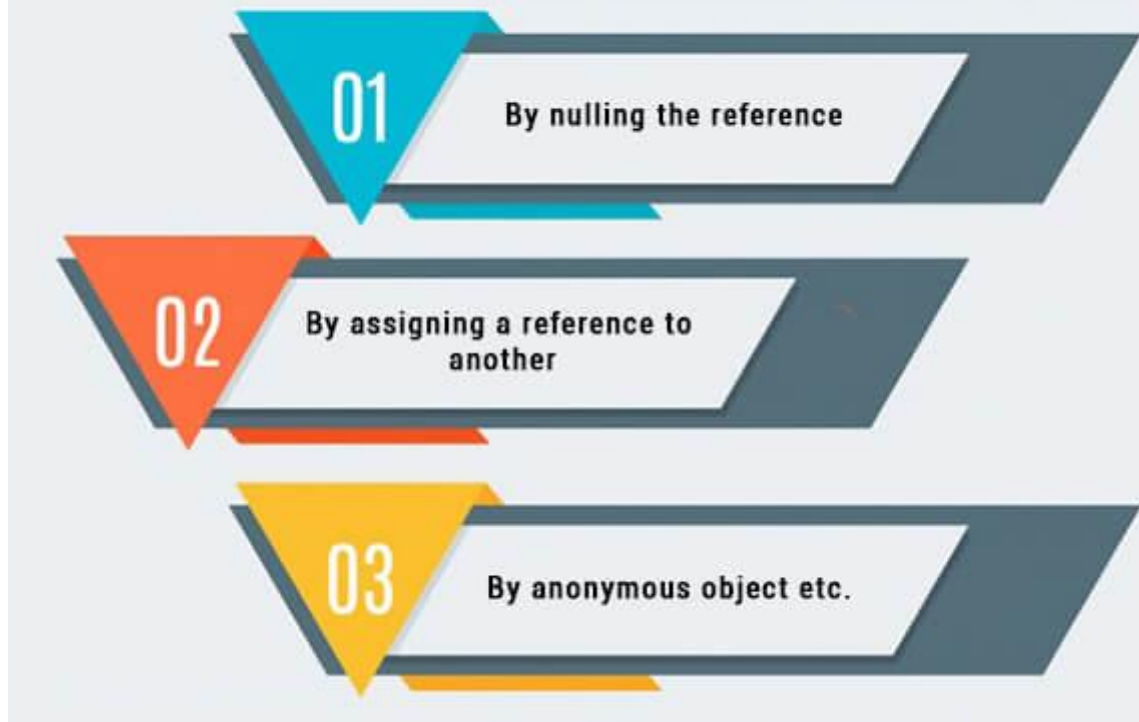 01
By nulling the reference
02
By assigning a reference to
another
03
By anonymous object etc.